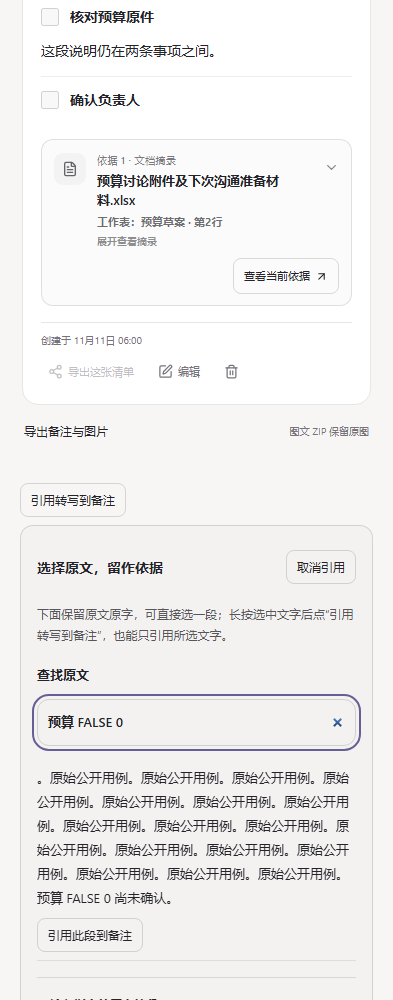 核对预算原件
这段说明仍在两条事项之间。
确认负责人
依据 1 · 文档摘录
预算讨论附件及下次沟通准备材
料.xlsx
工作表：预算草案 · 第2行
展开查看摘录
查看当前依据
创建于 11月11日 06:00
导出这张清单
编辑
导出备注与图片
图文 ZIP 保留原图
引用转写到备注
选择原文，留作依据
取消引用
下面保留原文原字，可直接选一段；长按选中文字后点“引用
转写到备注”，也能只引用所选文字。
查找原文
预算 FALSE 0
。原始公开用例。原始公开用例。原始公开用例。原始
公开用例。原始公开用例。原始公开用例。原始公开用
例。原始公开用例。原始公开用例。原始公开用例。原
始公开用例。原始公开用例。原始公开用例。原始公开
用例。原始公开用例。原始公开用例。原始公开用例。
预算 FALSE 0 尚未确认。
引用此段到备注